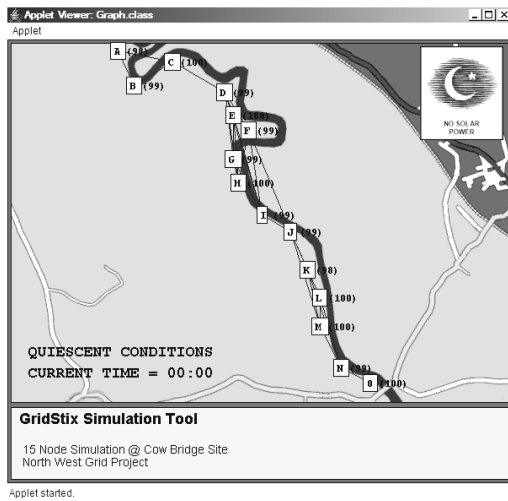 Applet Viewer: Graph.class
Applet
A (98)
C (100)
B (99)
D (99)
E (100)
F (99)
G (99)
H (100)
I (99)
J (99)
K (98)
L (100)
M (100)
N (99)
0 (100)
NO SOLAR
POWER
QUIESCENT CONDITIONS
CURRENT TIME = 00:00
GridStix Simulation Tool
15 Node Simulation @ Cow Bridge Site
North West Grid Project
Applet started.